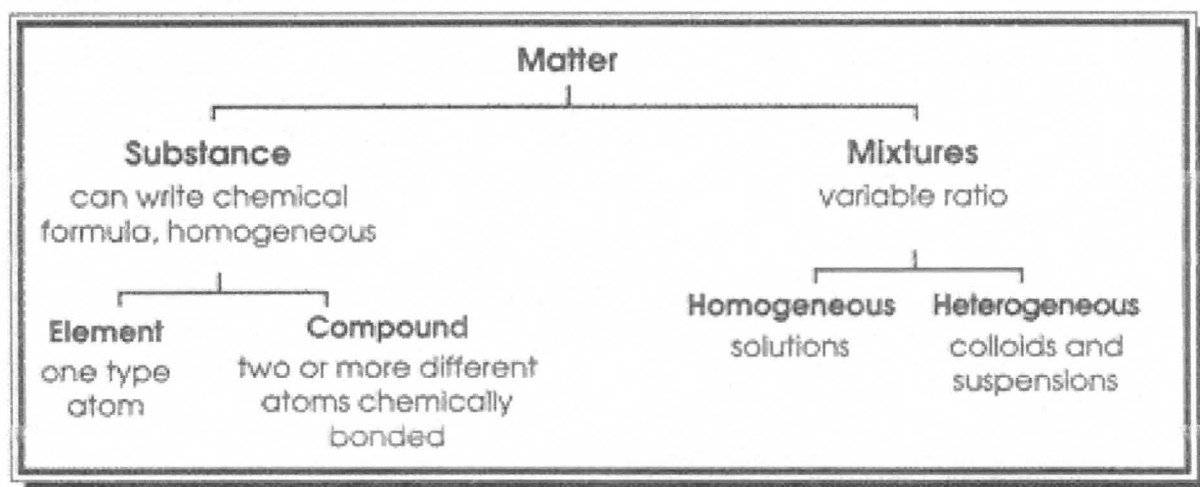 Matter
Substance
can write chemical
formula, homogeneous
Mixtures
variable ratio
Element
one type
atom
Compound
two or more different
atoms chemically
bonded
Homogeneous
solutions
Heterogeneous
colloids and
suspensions